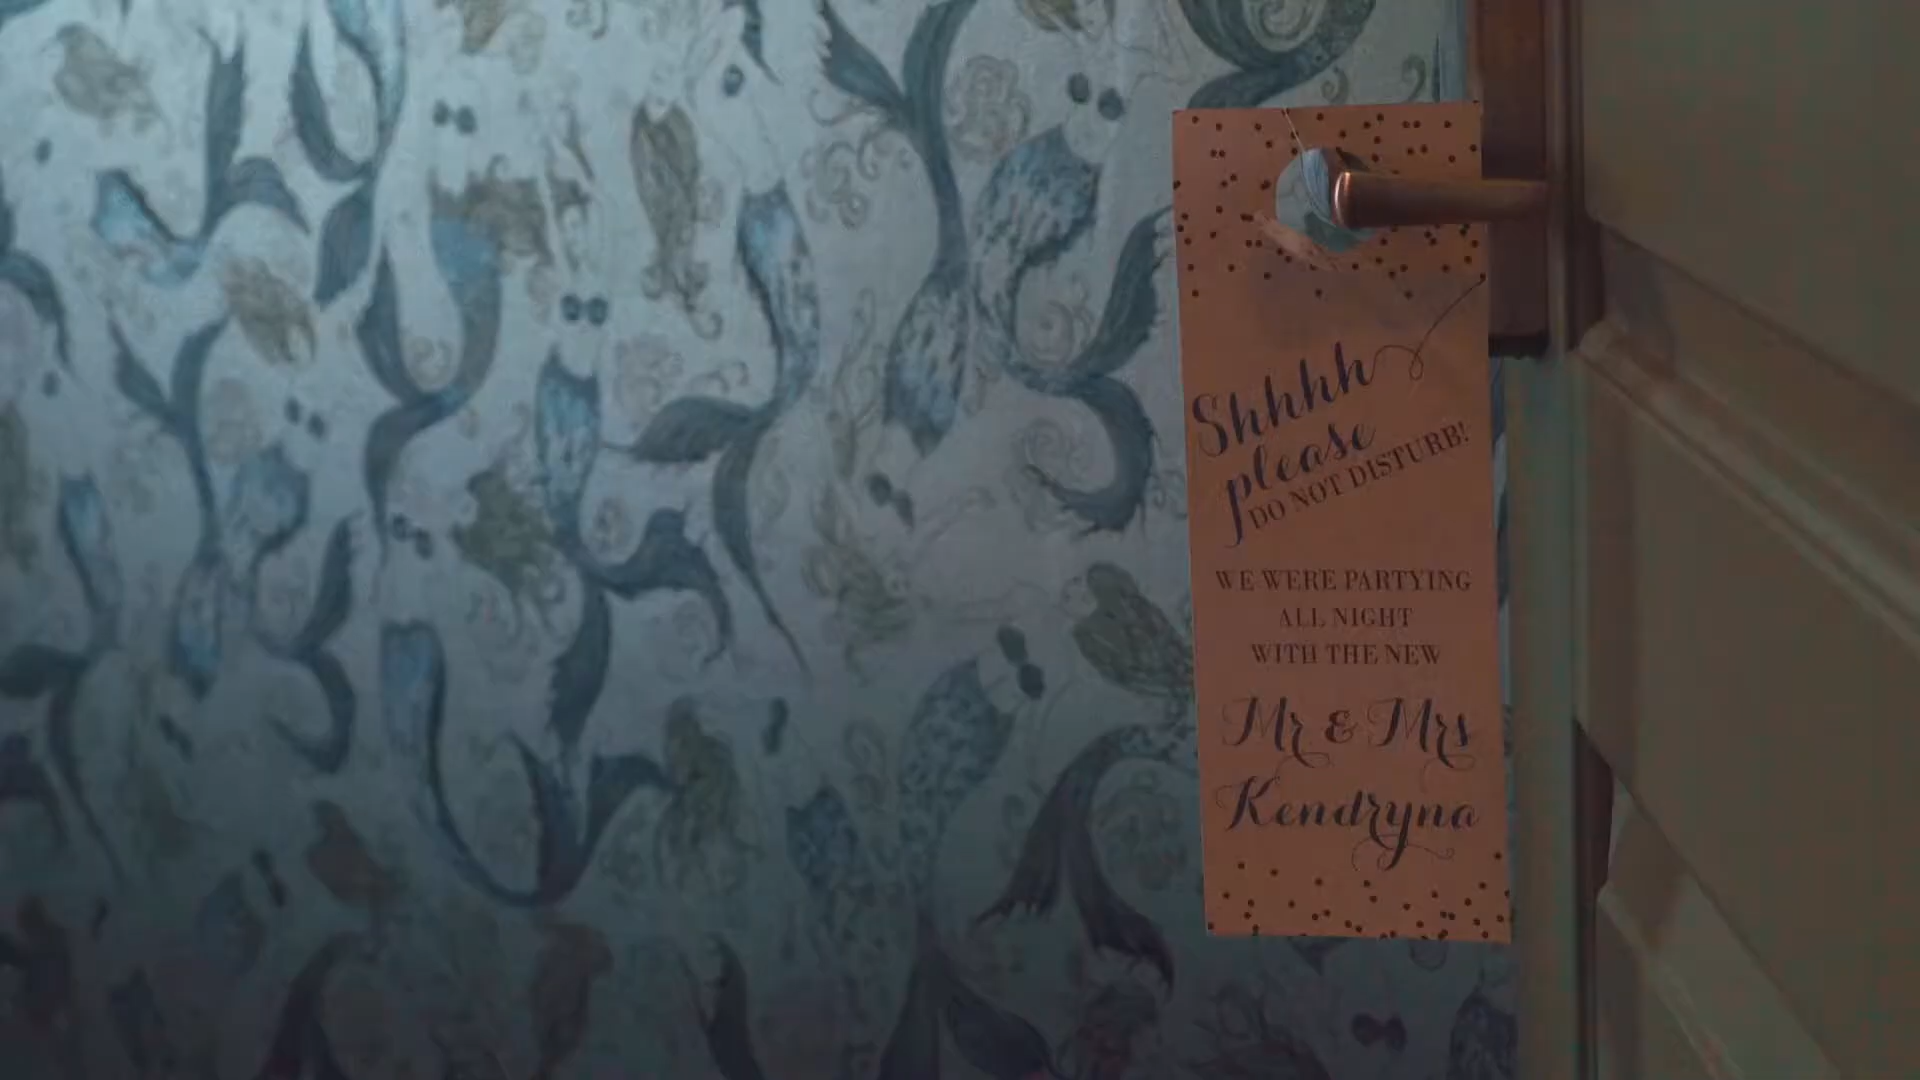 Shhhh
please
DO NOT DISTURB!
WE WERE PARTYING
ALL NIGHT
WITH THE NEW
Mr & Mrs
Kendryna